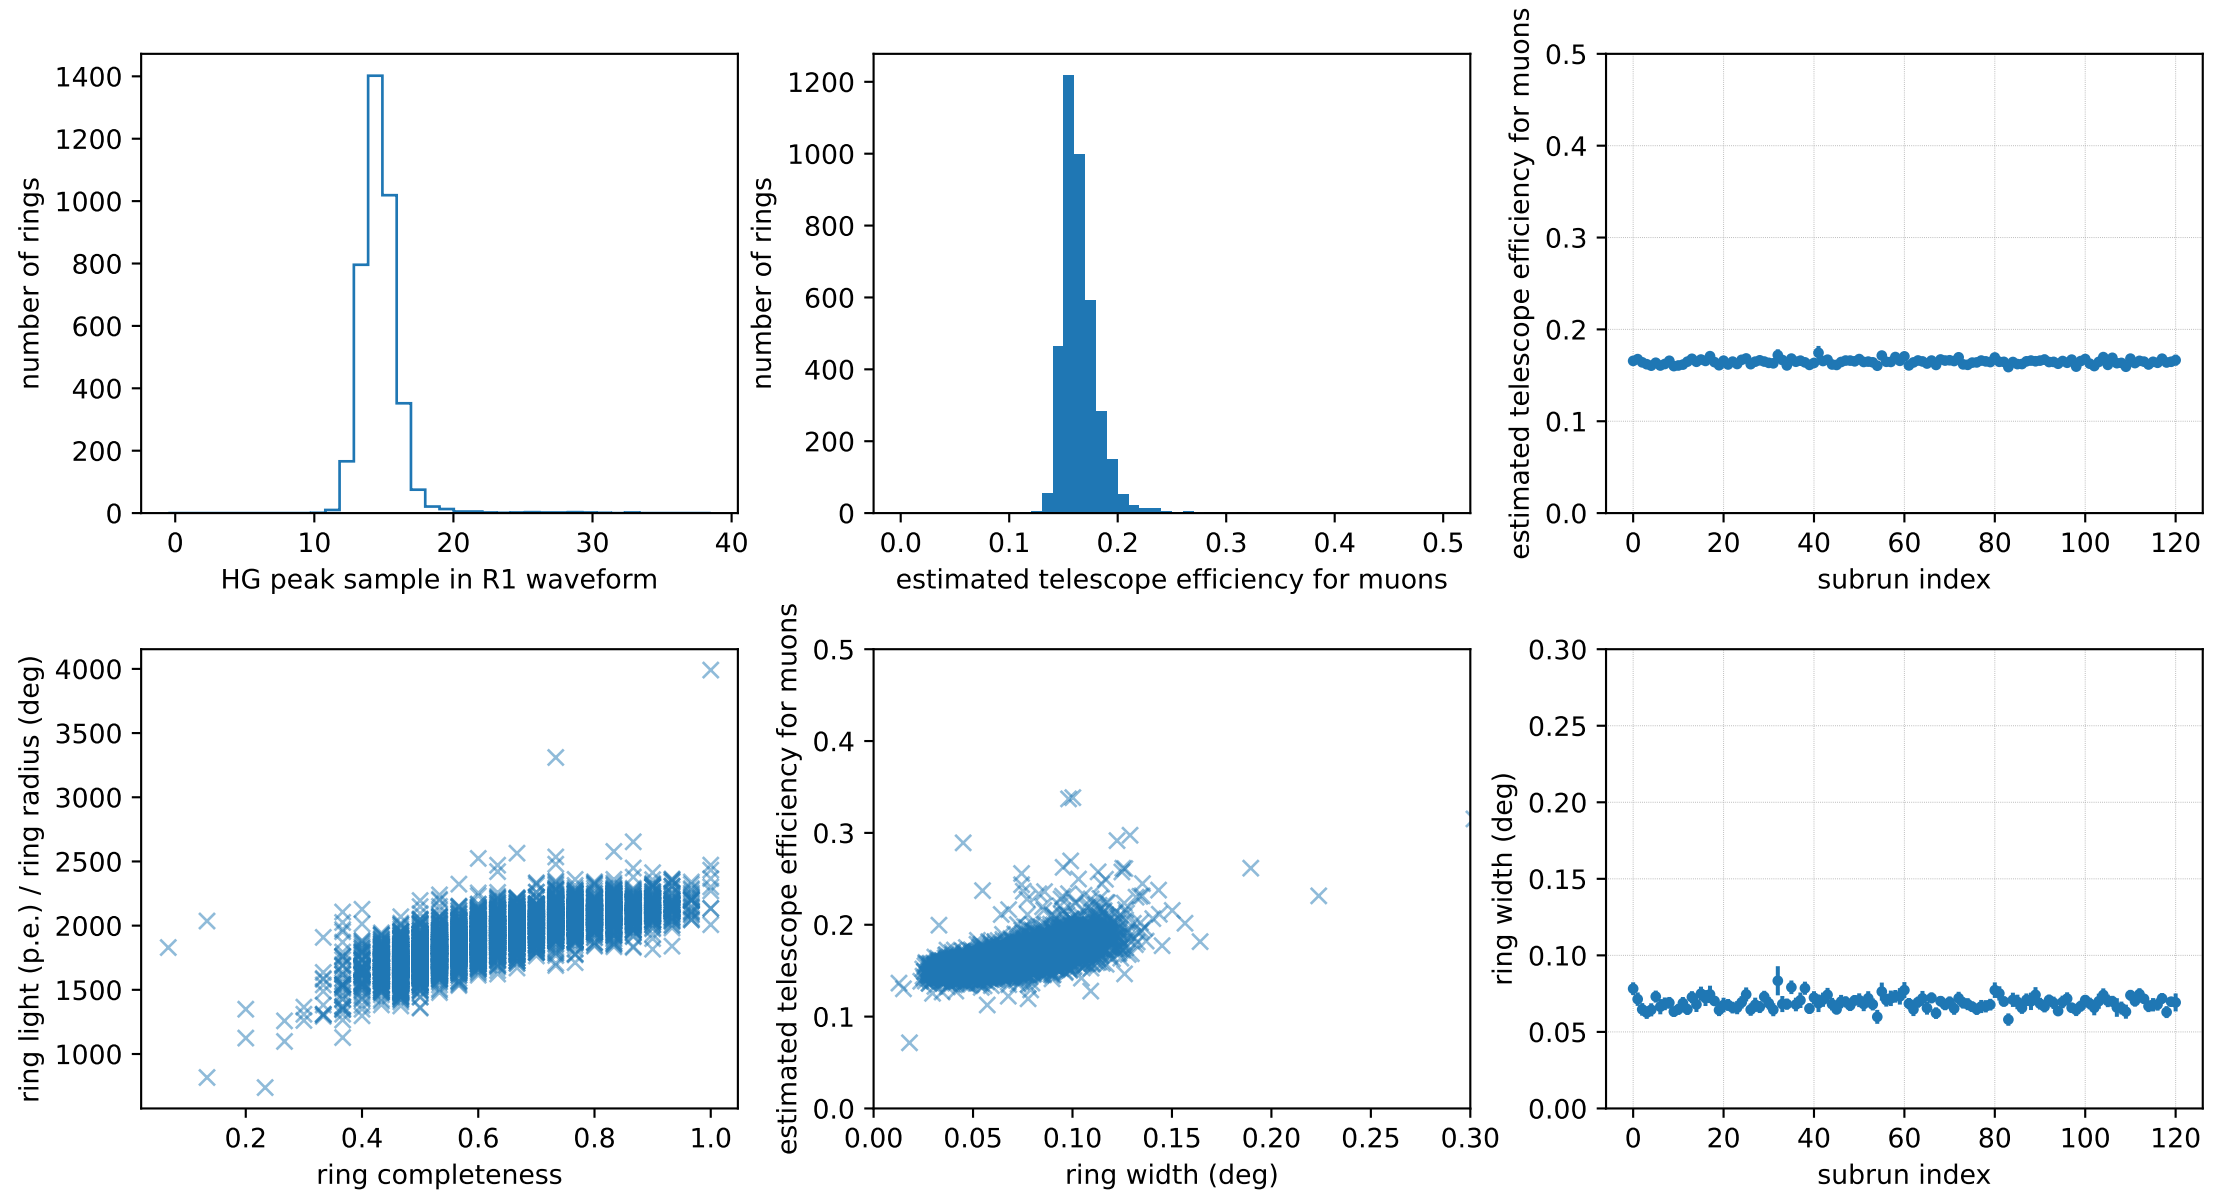 1400
1200
1000
800
600
400
200
0
number of rings
0 10 20 30 40
HG peak sample in R1 waveform
1200
1000
800
600
400
200
0
number of rings
0.0 0.1 0.2 0.3 0.4 0.5
estimated telescope efficiency for muons
0.5
0.4
0.3
0.2
0.1
0.0
estimated telescope efficiency for muons
0 20 40 60 80 100 120
subrun index
4000
3500
3000
2500
2000
1500
1000
ring light (p.e.) / ring radius (deg)
0.2 0.4 0.6 0.8 1.0
ring completeness
0.5
0.4
0.3
0.2
0.1
0.0
estimated telescope efficiency for muons
0.00 0.05 0.10 0.15 0.20 0.25 0.30
ring width (deg)
0.30
0.25
0.20
0.15
0.10
0.05
0.00
ring width (deg)
0 20 40 60 80 100 120
subrun index